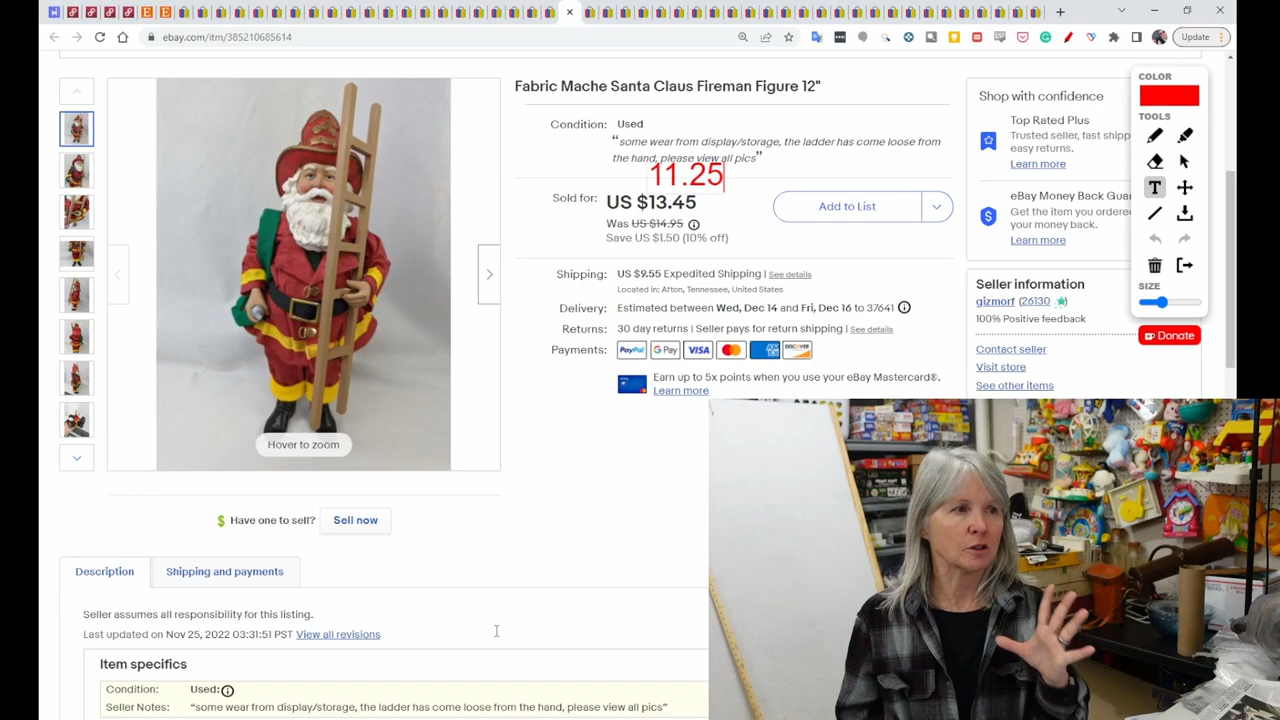 ebay.com/itm/385210685614
Update
Fabric Mache Santa Claus Fireman Figure 12"
Condition: Used
"some wear from display/storage, the ladder has come loose from
the hand, please view all pics"
11.25
Sold for: US $13.45
Was US $14.95
Save US $1.50 (10% off)
Add to List
Shipping: US $9.55 Expedited Shipping | See details
Located in: Afton, Tennessee, United States
Delivery: Estimated between Wed, Dec 14 and Fri, Dec 16 to 37641
Returns: 30 day returns | Seller pays for return shipping | See details
Payments: PayPal G Pay VISA DISCOVER
Earn up to 5x points when you use your eBay Mastercard®.
Learn more
Shop with confidence
Top Rated Plus
Trusted seller, fast shipp
easy returns.
Learn more
eBay Money Back Guar
Get the item you ordered
your money back.
Learn more
Seller information
gizmorf (26130 )
100% Positive feedback
Contact seller
Visit store
See other items
COLOR
TOOLS
T
SIZE
Donate
Hover to zoom
Have one to sell? Sell now
Description
Shipping and payments
Seller assumes all responsibility for this listing.
Last updated on Nov 25, 2022 03:31:51 PST View all revisions
Item specifics
Condition: Used:
Seller Notes: "some wear from display/storage, the ladder has come loose from the hand, please view all pics"